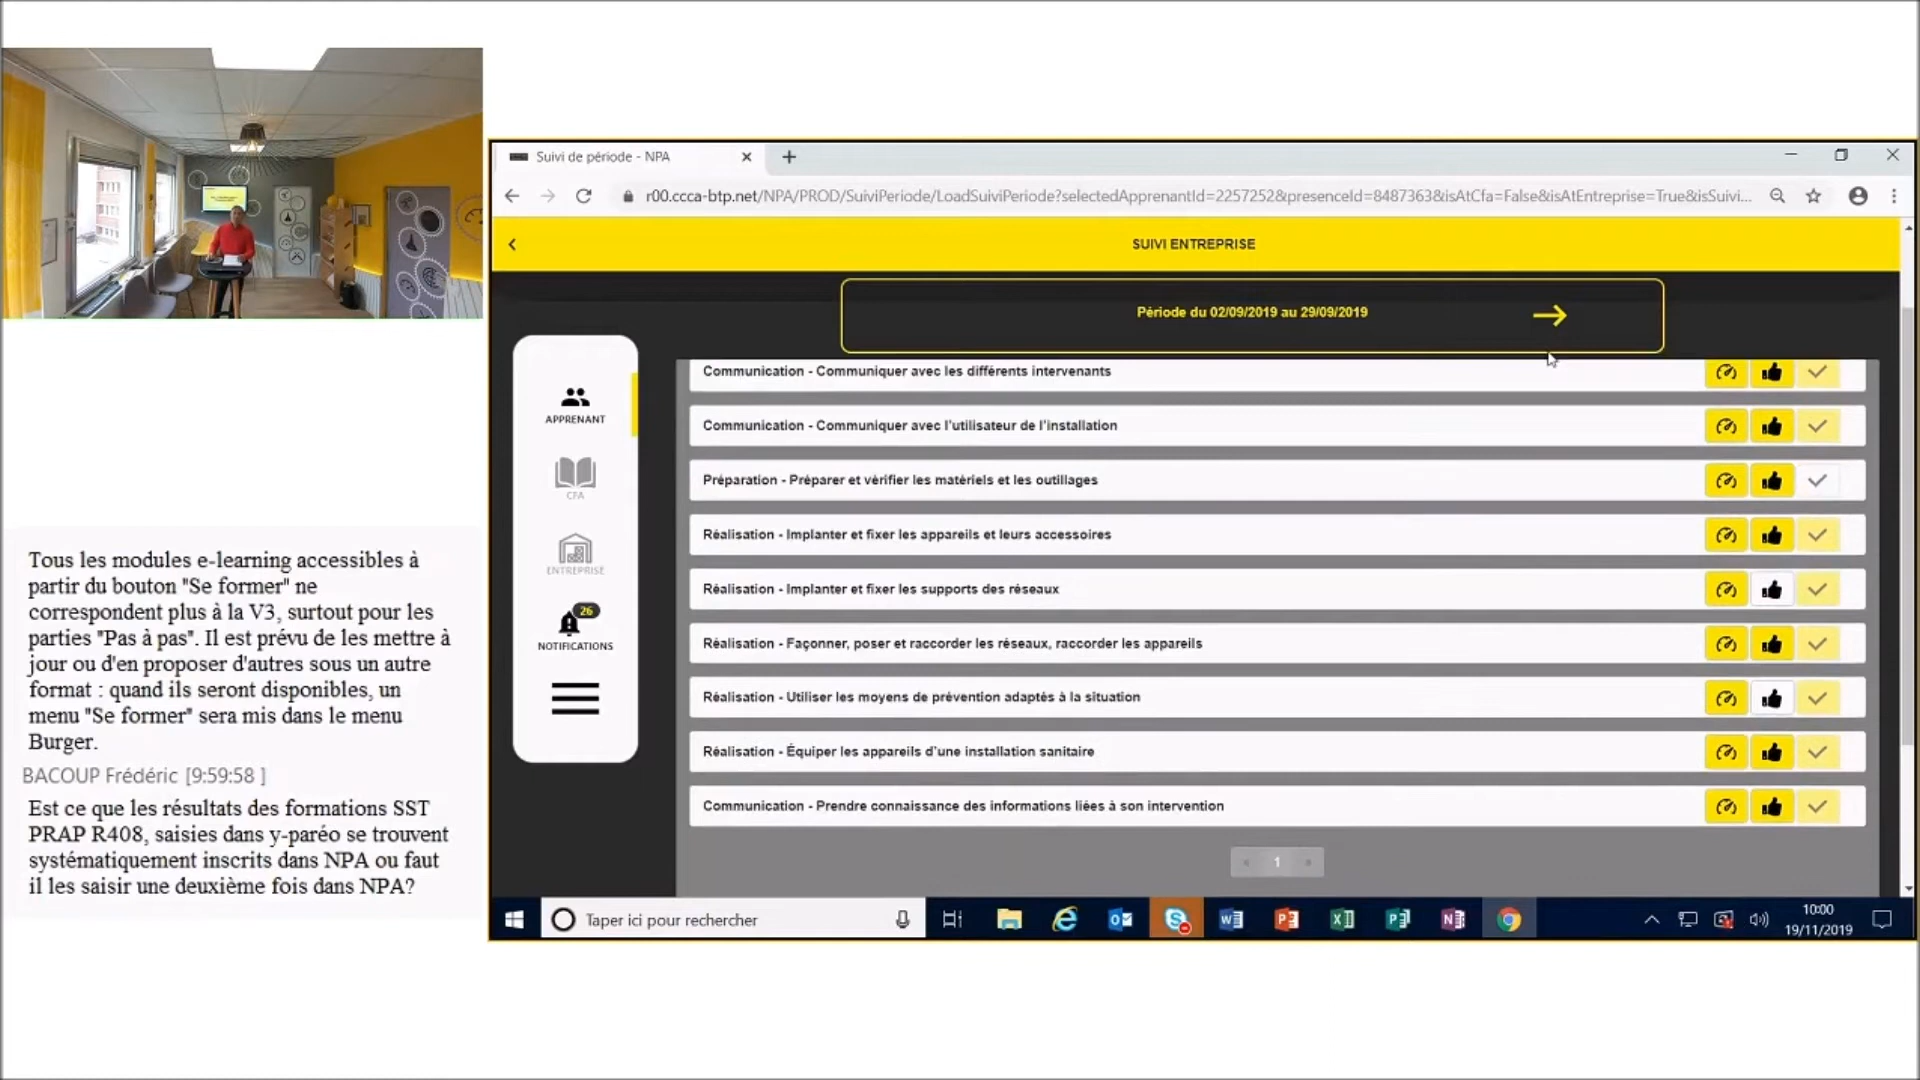 Tous les modules e-learning accessibles à
partir du bouton "Se former" ne
correspondent plus à la V3, surtout pour les
parties "Pas à pas". Il est prévu de les mettre à
jour ou d'en proposer d'autres sous un autre
format : quand ils seront disponibles, un
menu "Se former" sera mis dans le menu
Burger.
BACOUP Frédéric [9:59:58 ]
Est ce que les résultats des formations SST
PRAP R408, saisies dans y-paréo se trouvent
systématiquement inscrits dans NPA ou faut
il les saisir une deuxième fois dans NPA?
Suivi de période - NPA
r00.ccca-btp.net/NPA/PROD/SuiviPeriode/LoadSuiviPeriode?selectedApprenantId=2257252&presenceId=8487363&isAtCfa=False&isAtEntreprise=True&isSuivi...
SUIVI ENTREPRISE
Période du 02/09/2019 au 29/09/2019
APPRENANT
CFA
ENTREPRISE
26
NOTIFICATIONS
Communication - Communiquer avec les différents intervenants
Communication - Communiquer avec l'utilisateur de l'installation
Préparation - Préparer et vérifier les matériels et les outillages
Réalisation - Implanter et fixer les appareils et leurs accessoires
Réalisation - Implanter et fixer les supports des réseaux
Réalisation - Façonner, poser et raccorder les réseaux, raccorder les appareils
Réalisation - Utiliser les moyens de prévention adaptés à la situation
Réalisation - Équiper les appareils d'une installation sanitaire
Communication - Prendre connaissance des informations liées à son intervention
« 1 »
Taper ici pour rechercher
10:00
19/11/2019